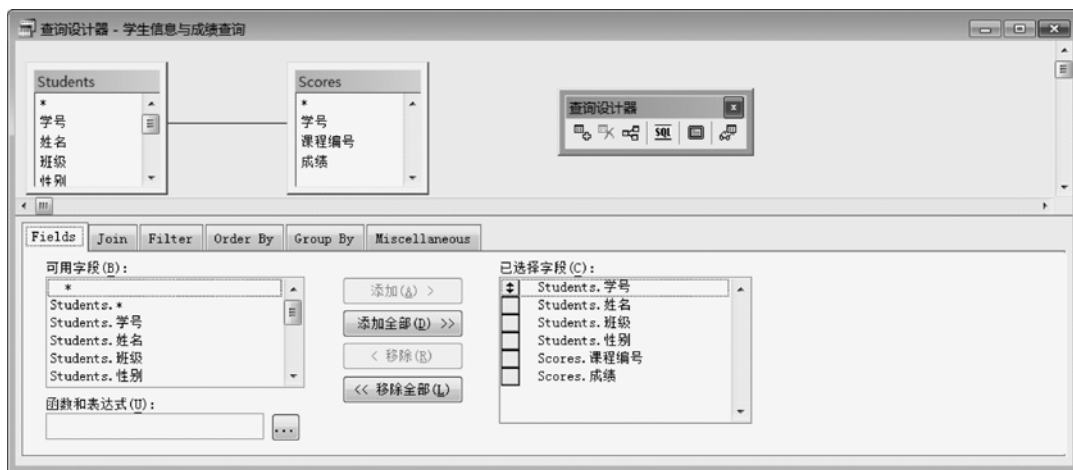 查询设计器 - 学生信息与成绩查询
Students
*
学号
姓名
班级
性别
Scores
*
学号
课程编号
成绩
查询设计器
SQL
Fields
Join
Filter
Order By
Group By
Miscellaneous
可用字段(B):
*
Students.*
Students.学号
Students.姓名
Students.班级
Students.性别
函数和表达式(U):
...
添加(A) >
添加全部(D) >>
< 移除(R)
<< 移除全部(L)
已选择字段(C):
Students.学号
Students.姓名
Students.班级
Students.性别
Scores.课程编号
Scores.成绩